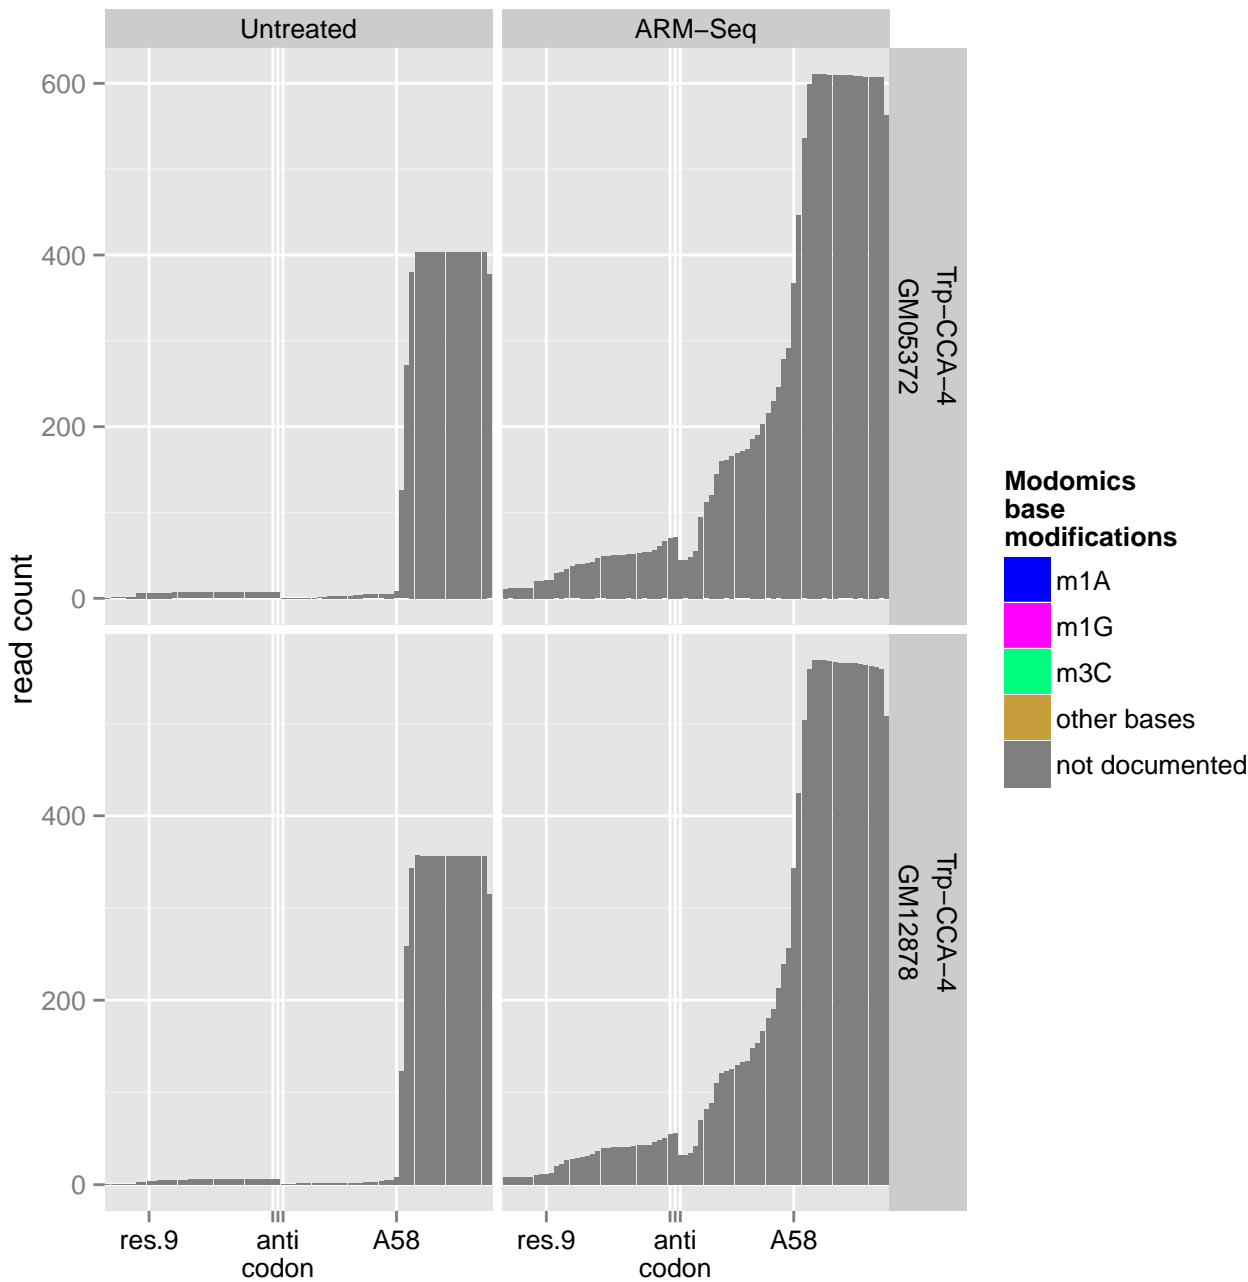 Untreated
ARM−Seq
600
400
200
0
Trp−CCA−4
GM05372
read count
400
200
0
Trp−CCA−4
GM12878
res.9
anti
codon
A58
res.9
anti
codon
A58
Modomics
base
modifications
m1A
m1G
m3C
other bases
not documented